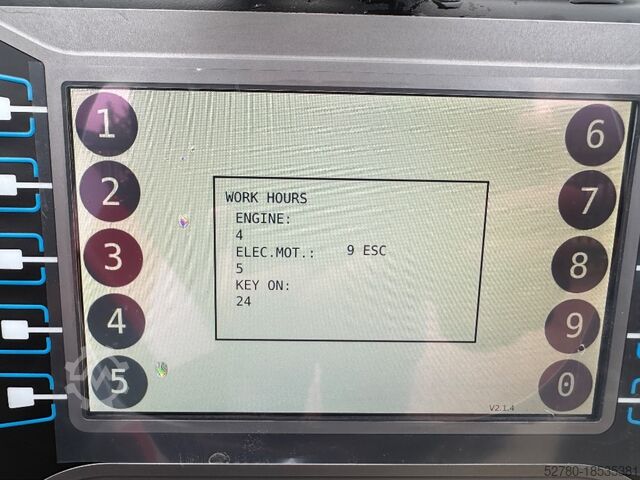 1
2
3
4
5
WORK HOURS
ENGINE:
4
ELEC.MOT.: 9 ESC
5
KEY ON:
24
6
7
8
9
0
V2.1.4
52780-18535381